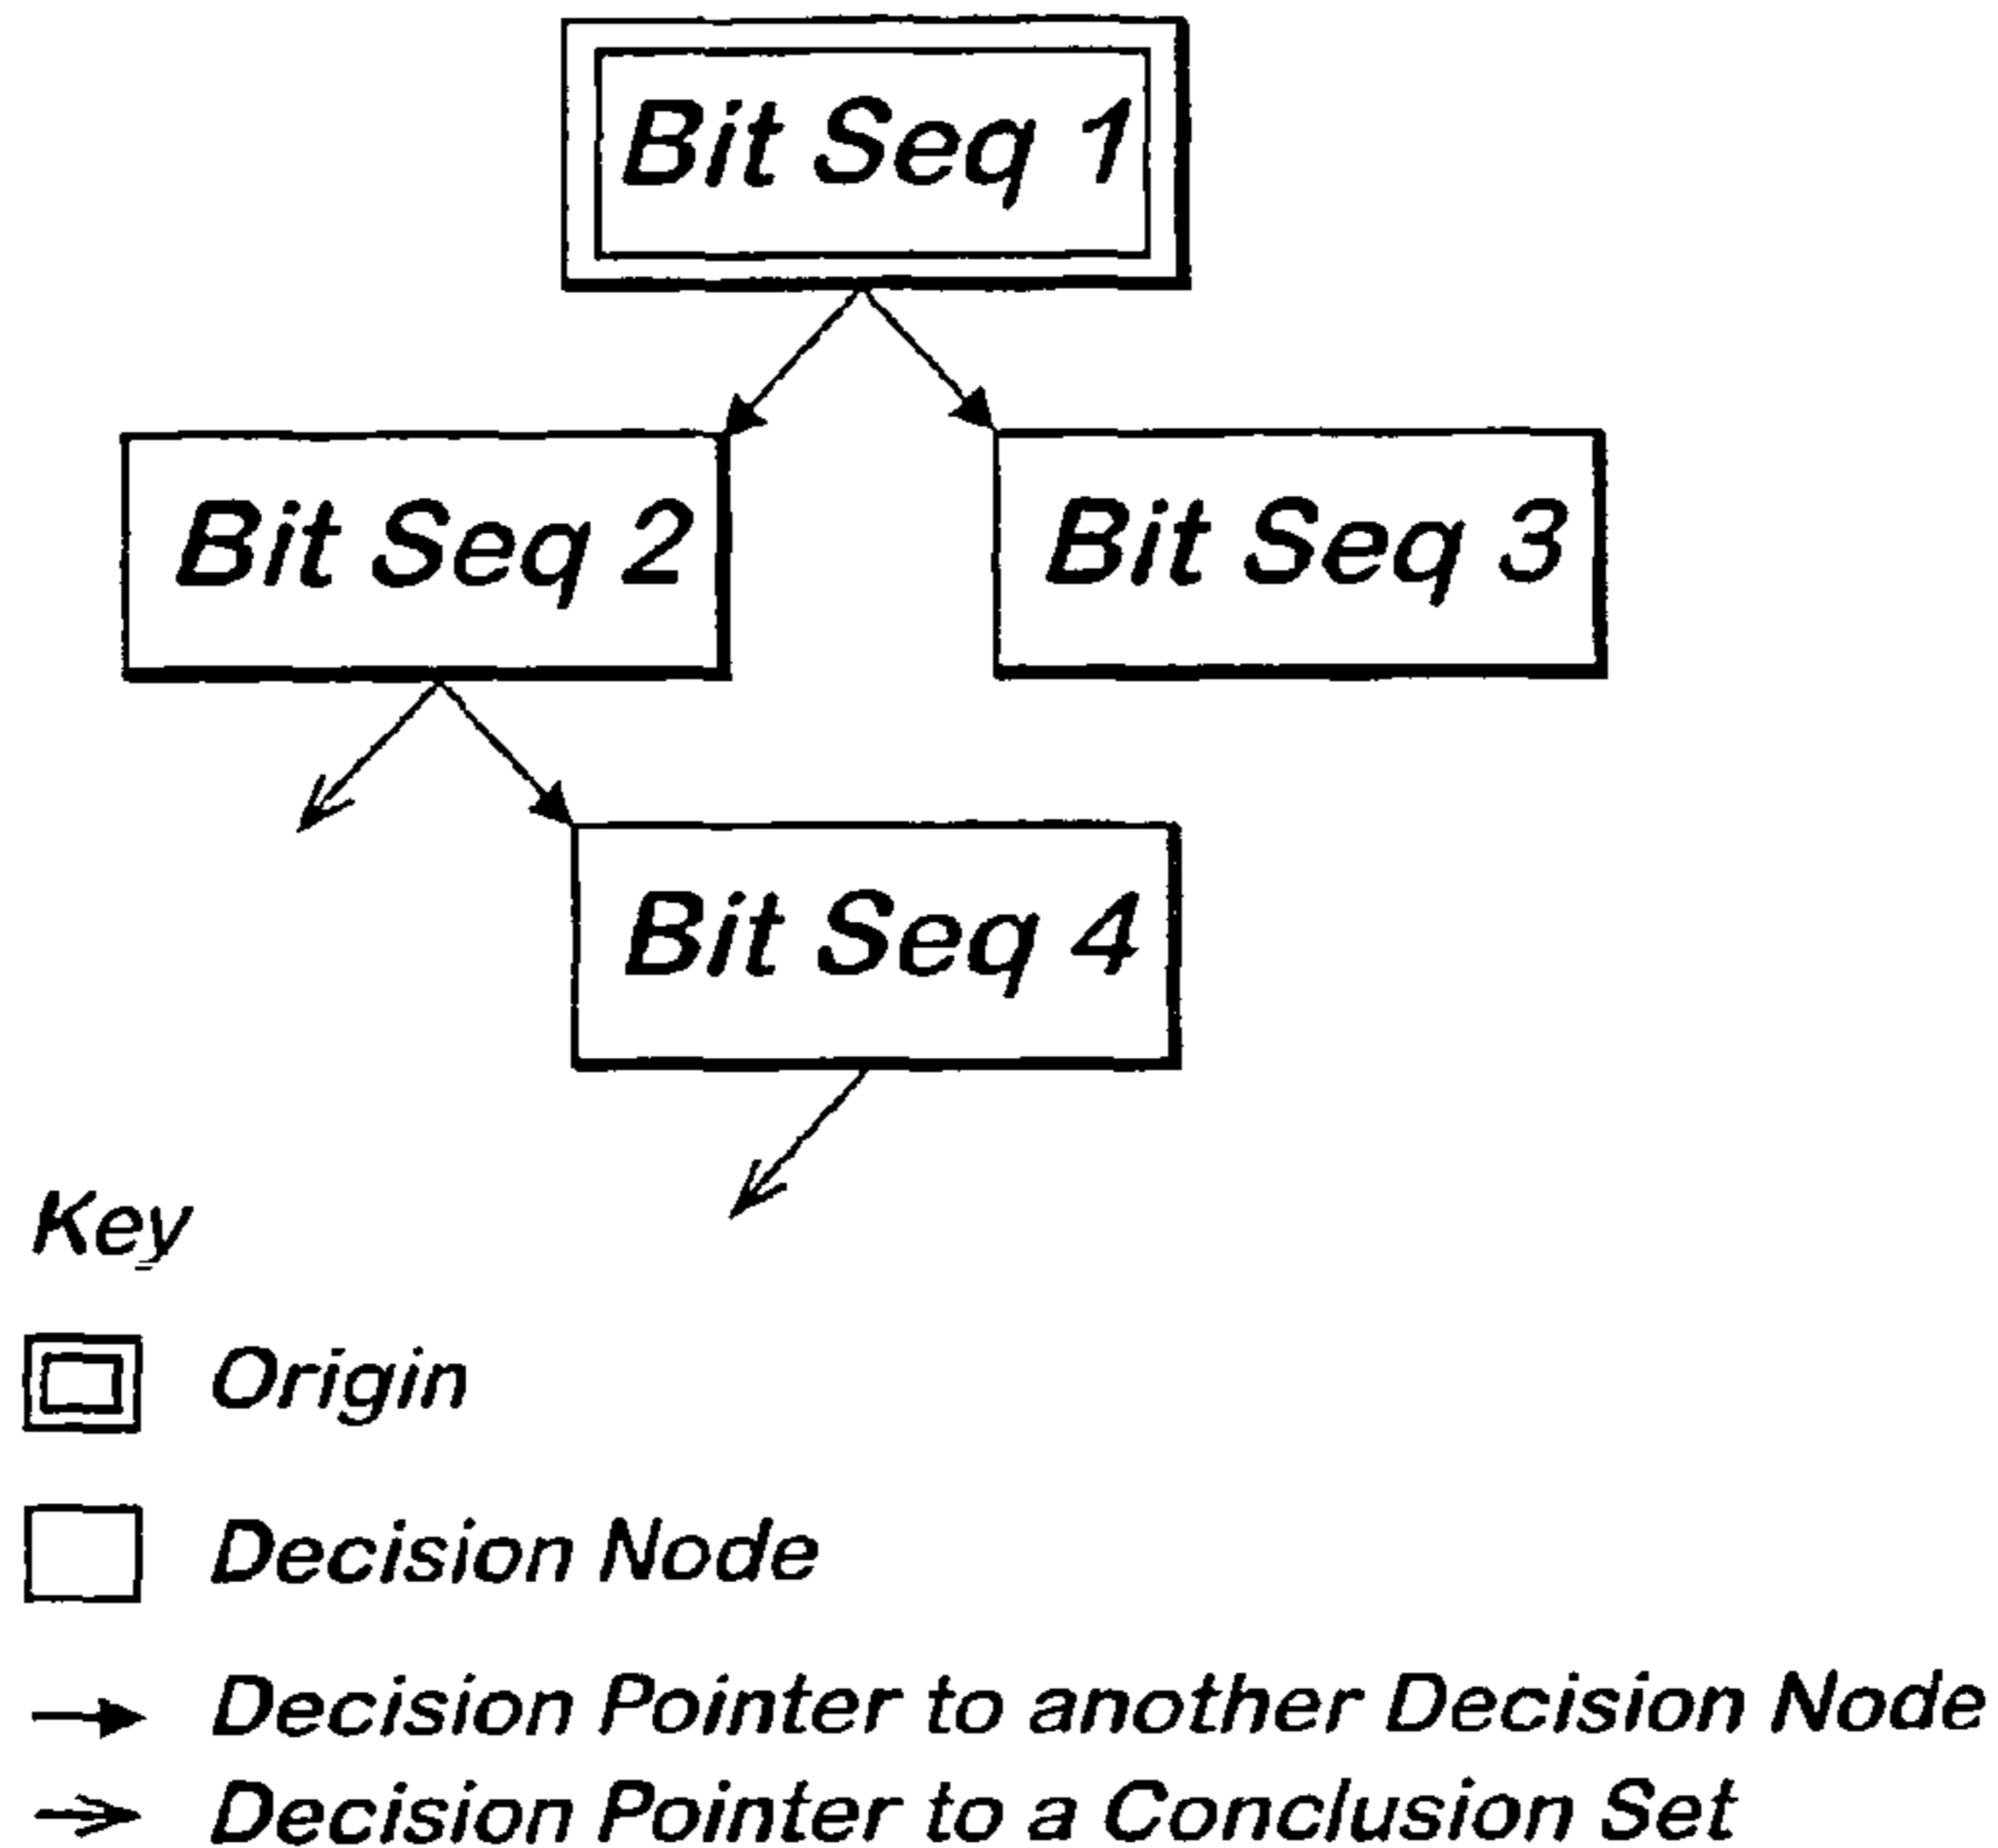 Bit Seq 1
Bit Seq 2
Bit Seq 3
Bit Seq 4
Key
Origin
Decision Node
Decision Pointer to another Decision Node
Decision Pointer to a Conclusion Set